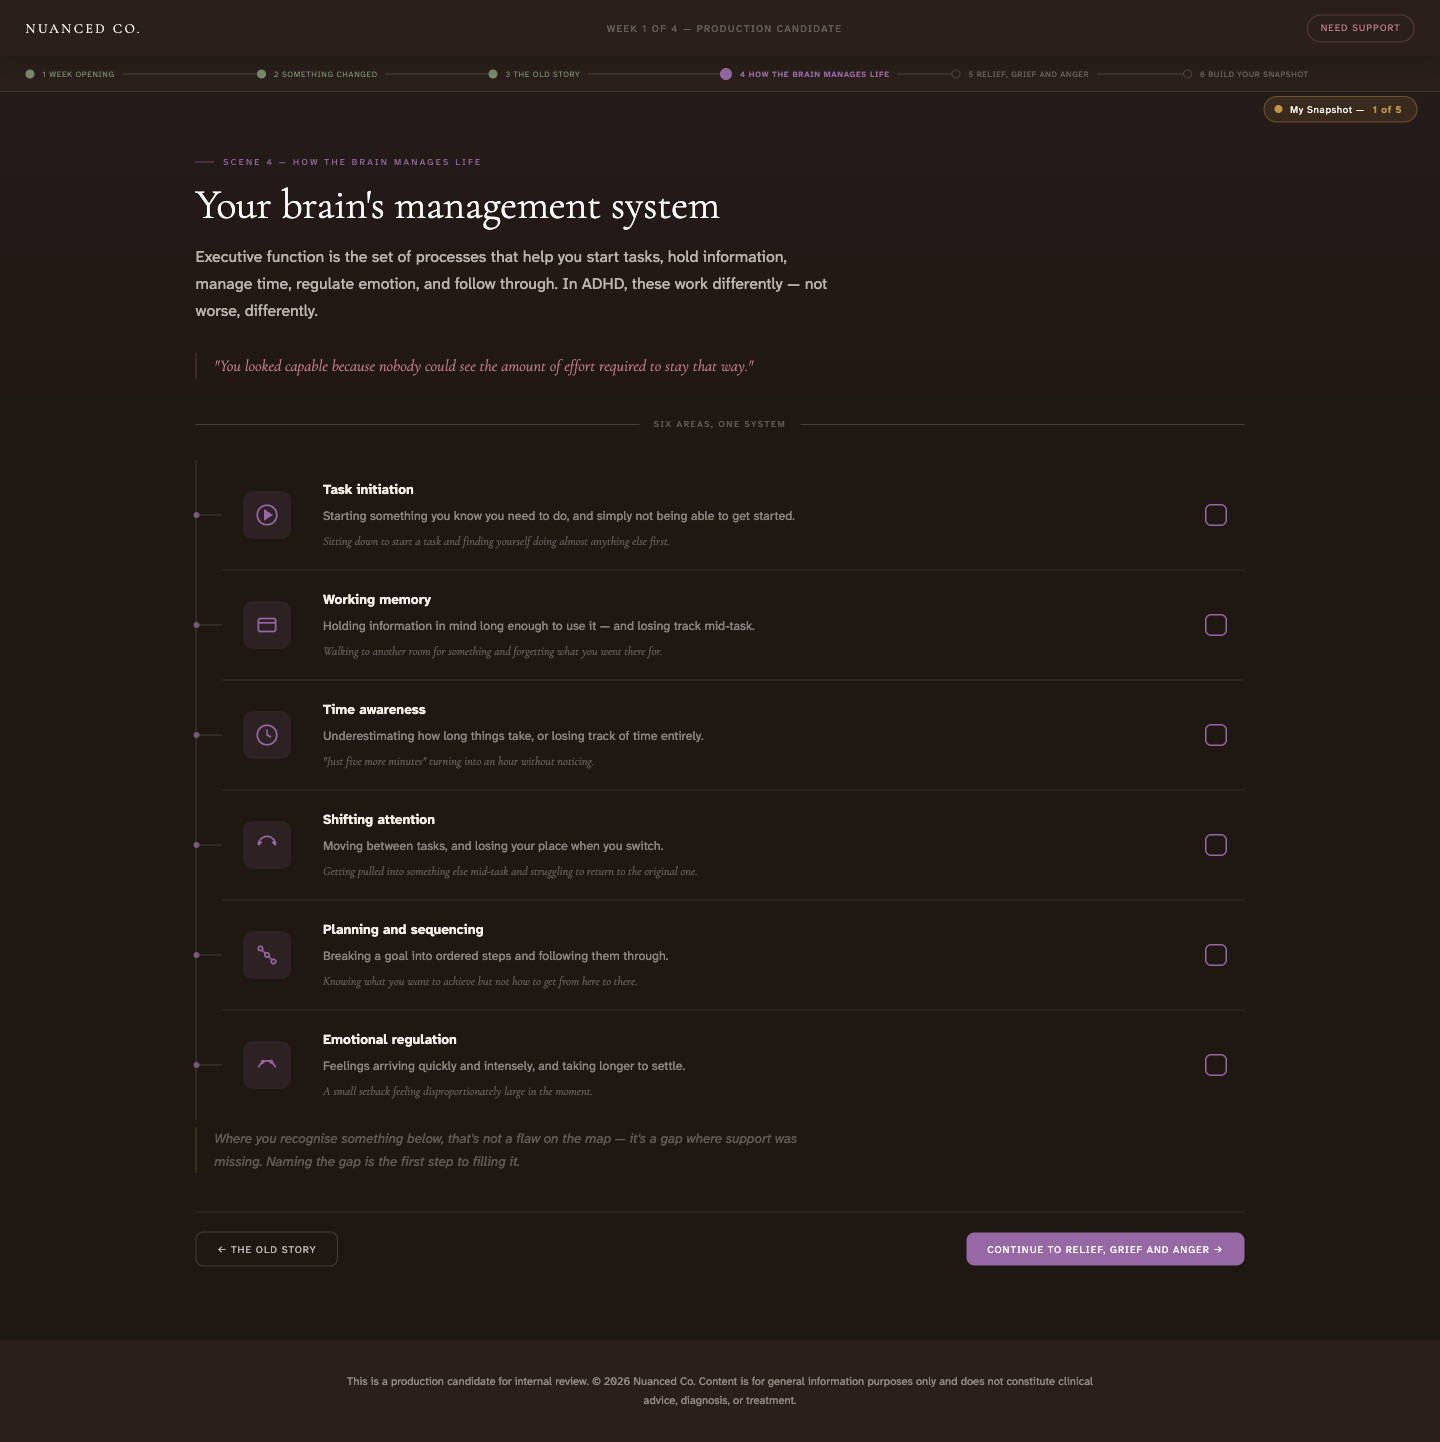 NUANCED CO.
WEEK 1 OF 4 — PRODUCTION CANDIDATE
NEED SUPPORT
1 WEEK OPENING
2 SOMETHING CHANGED
3 THE OLD STORY
4 HOW THE BRAIN MANAGES LIFE
5 RELIEF, GRIEF AND ANGER
6 BUILD YOUR SNAPSHOT
My Snapshot — 1 of 5
SCENE 4 — HOW THE BRAIN MANAGES LIFE
Your brain's management system
Executive function is the set of processes that help you start tasks, hold information,
manage time, regulate emotion, and follow through. In ADHD, these work differently — not
worse, differently.
"You looked capable because nobody could see the amount of effort required to stay that way."
SIX AREAS, ONE SYSTEM
Task initiation
Starting something you know you need to do, and simply not being able to get started.
Sitting down to start a task and finding yourself doing almost anything else first.
Working memory
Holding information in mind long enough to use it — and losing track mid-task.
Walking to another room for something and forgetting what you went there for.
Time awareness
Underestimating how long things take, or losing track of time entirely.
"Just five more minutes" turning into an hour without noticing.
Shifting attention
Moving between tasks, and losing your place when you switch.
Getting pulled into something else mid-task and struggling to return to the original one.
Planning and sequencing
Breaking a goal into ordered steps and following them through.
Knowing what you want to achieve but not how to get from here to there.
Emotional regulation
Feelings arriving quickly and intensely, and taking longer to settle.
A small setback feeling disproportionately large in the moment.
Where you recognise something below, that's not a flaw on the map — it's a gap where support was
missing. Naming the gap is the first step to filling it.
← THE OLD STORY
CONTINUE TO RELIEF, GRIEF AND ANGER →
This is a production candidate for internal review. © 2026 Nuanced Co. Content is for general information purposes only and does not constitute clinical
advice, diagnosis, or treatment.